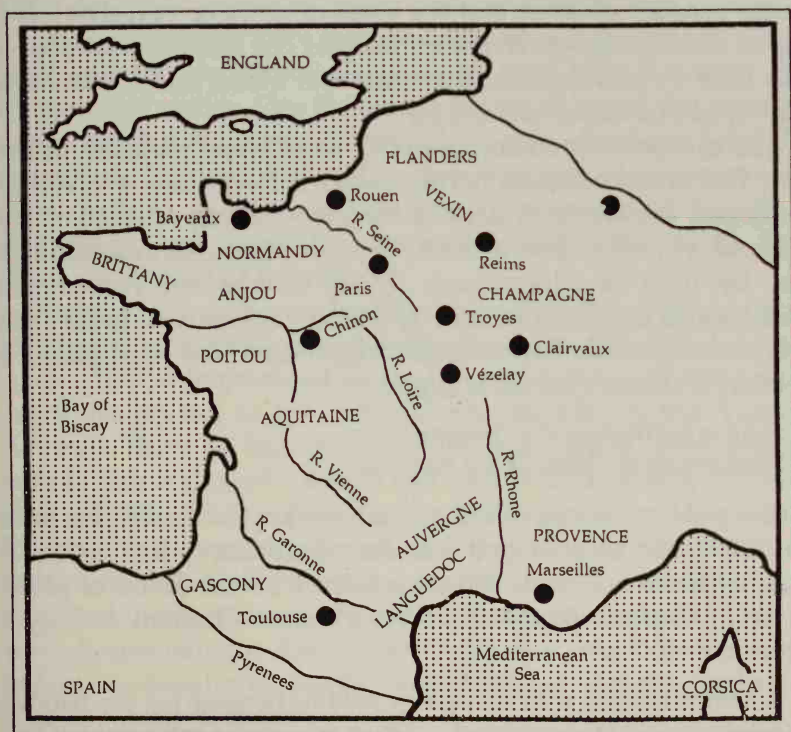 ENGLAND
FLANDERS
VEXIN
Rouen
Bayeaux
R. Seine
NORMANDY
Reims
BRITTANY
ANJOU
Paris
CHAMPAGNE
Troyes
Chinon
Clairvaux
POITOU
R. Loire
Vézelay
Bay of
Biscay
AQUITAINE
R. Vienne
R. Rhone
AUVERGNE
R. Garonne
PROVENCE
Marseilles
LANGUEDOC
GASCONY
Toulouse
Pyrenees
Mediterranean
Sea
SPAIN
CORSICA